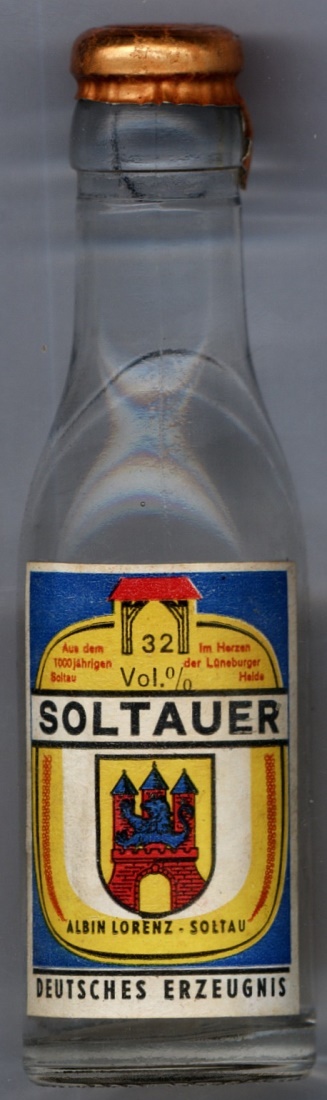 32
Vol.%
Aus dem
1000jährigen
Soltau
Im Herzen
der Lüneburger
Heide
SOLTAUER
ALBIN LORENZ - SOLTAU
DEUTSCHES ERZEUGNIS